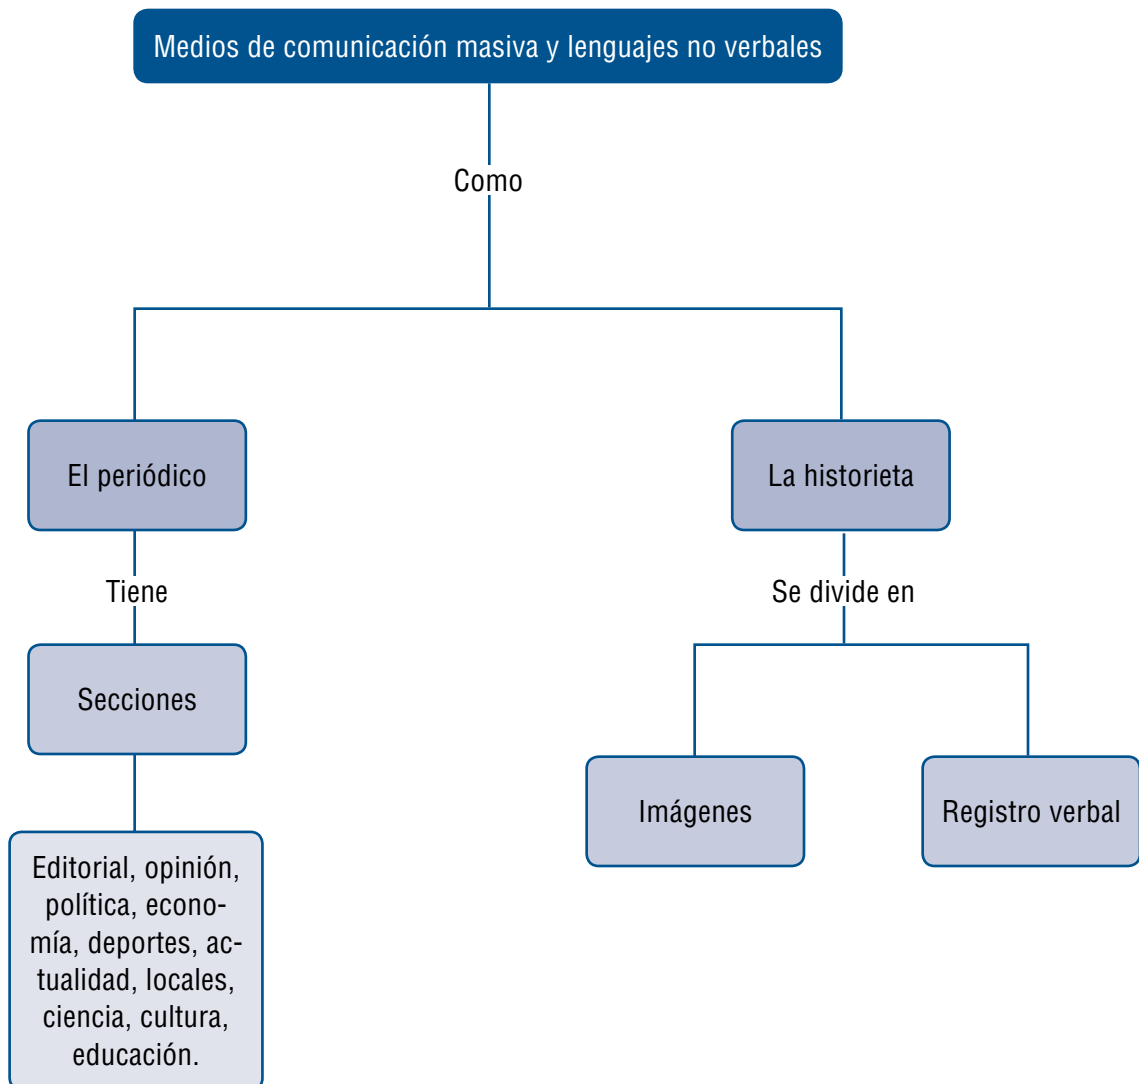 Medios de comunicación masiva y lenguajes no verbales
Como
El periódico
La historieta
Tiene
Se divide en
Secciones
Imágenes
Registro verbal
Editorial, opinión,
política, econo-
mía, deportes, ac-
tualidad, locales,
ciencia, cultura,
educación.